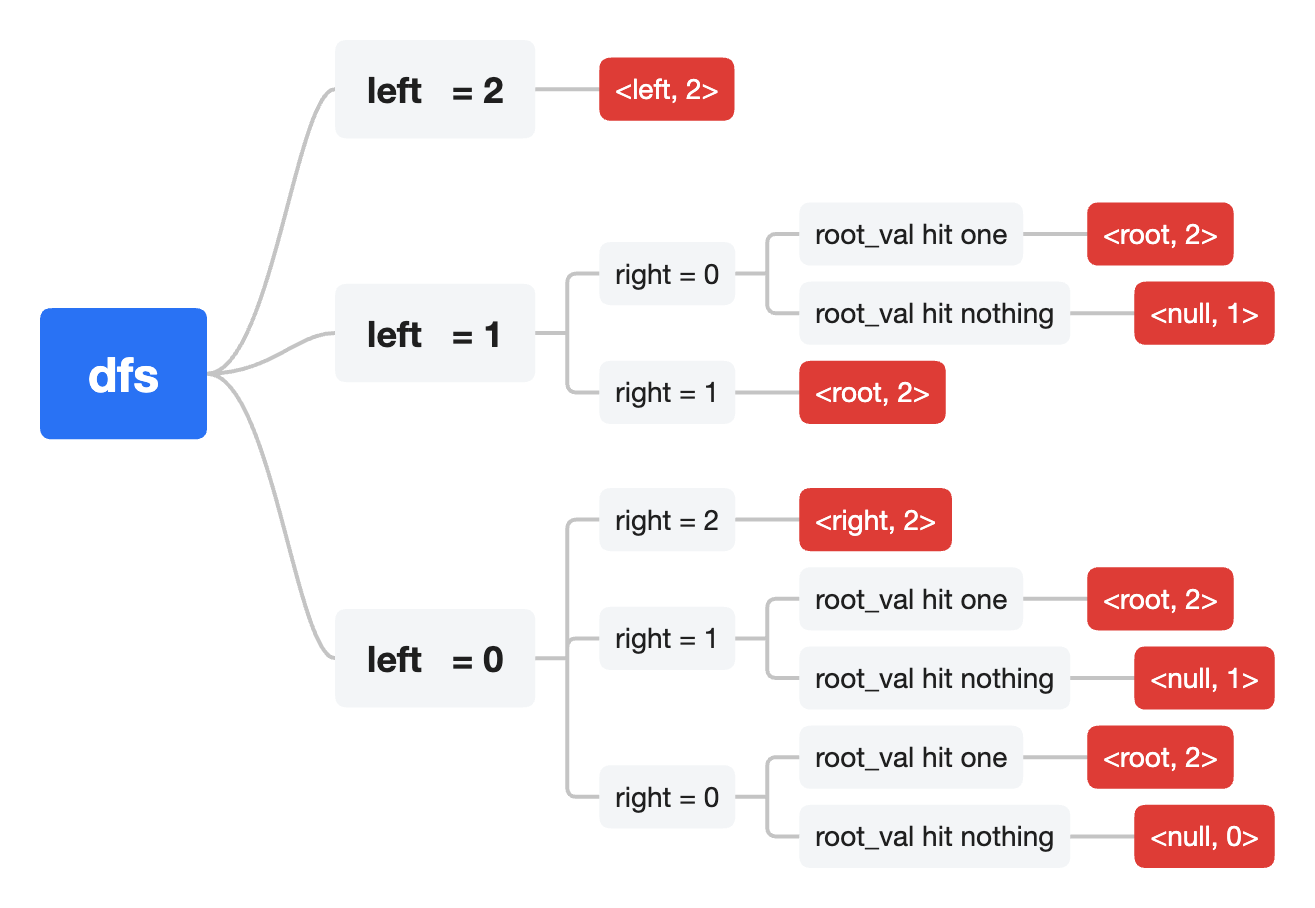 dfs
left = 2
<left, 2>
left = 1
right = 0
root_val hit one
<root, 2>
root_val hit nothing
<null, 1>
right = 1
<root, 2>
left = 0
right = 2
<right, 2>
right = 1
root_val hit one
<root, 2>
root_val hit nothing
<null, 1>
right = 0
root_val hit one
<root, 2>
root_val hit nothing
<null, 0>